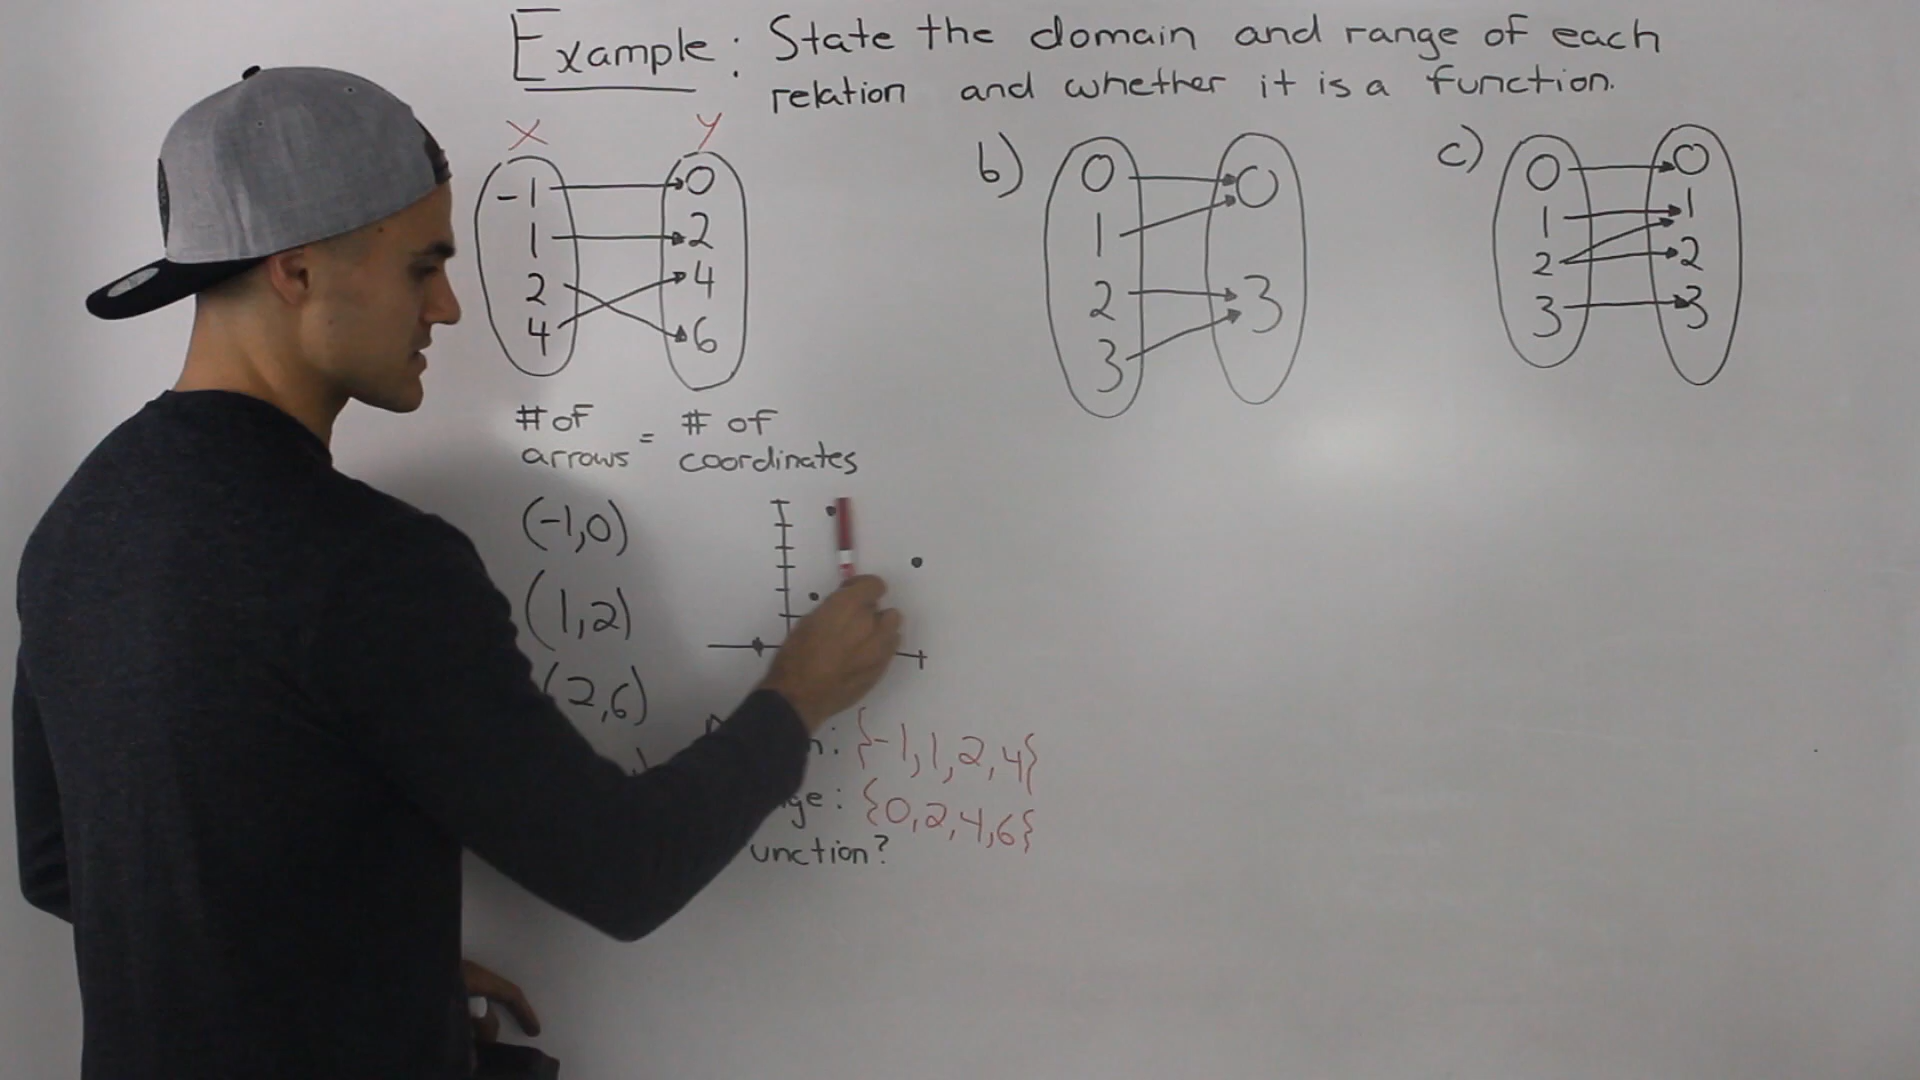 Example: State the domain and range of each
relation and whether it is a function.
x y
-1 0
1 2
2 4
4 6
# of arrows = # of coordinates
(-1,0)
(1,2)
(2,6)
: {-1,1,2,4}
: {0,2,4,6}
unction?
b)
0 0
1
2 3
3
c)
0 0
1 1
2 2
3 3